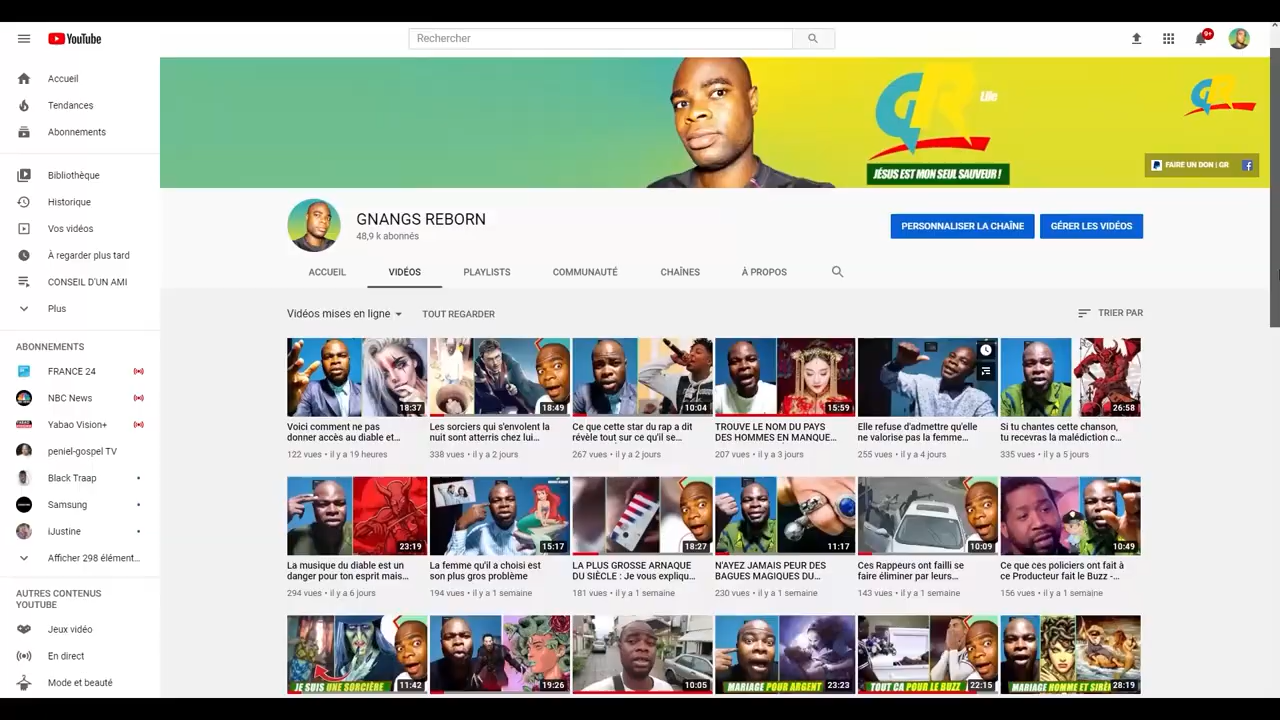 YouTube
Rechercher
9+
Accueil
Tendances
Abonnements
Bibliothèque
Historique
Vos vidéos
À regarder plus tard
CONSEIL D'UN AMI
Plus
ABONNEMENTS
FRANCE 24
NBC News
Yabao Vision+
peniel-gospel TV
Black Traap
Samsung
iJustine
Afficher 298 élément...
AUTRES CONTENUS
YOUTUBE
Jeux vidéo
En direct
Mode et beauté
GR
JÉSUS EST MON SEUL SAUVEUR !
FAIRE UN DON | GR
GNANGS REBORN
48,9 k abonnés
PERSONNALISER LA CHAÎNE
GÉRER LES VIDÉOS
ACCUEIL VIDÉOS PLAYLISTS COMMUNAUTÉ CHAÎNES À PROPOS
Vidéos mises en ligne TOUT REGARDER TRIER PAR
18:37
Voici comment ne pas
donner accès au diable et...
122 vues • il y a 19 heures
18:49
Les sorciers qui s'envolent la
nuit sont atterris chez lui...
338 vues • il y a 2 jours
10:04
Ce que cette star du rap a dit
révèle tout sur ce qu'il se...
267 vues • il y a 2 jours
15:59
TROUVE LE NOM DU PAYS
DES HOMMES EN MANQUE...
207 vues • il y a 3 jours
Elle refuse d'admettre qu'elle
ne valorise pas la femme...
255 vues • il y a 4 jours
26:58
Si tu chantes cette chanson,
tu recevras la malédiction c...
335 vues • il y a 5 jours
23:19
La musique du diable est un
danger pour ton esprit mais...
294 vues • il y a 6 jours
15:17
La femme qu'il a choisi est
son plus gros problème
194 vues • il y a 1 semaine
18:27
LA PLUS GROSSE ARNAQUE
DU SIÈCLE : Je vous expliqu...
181 vues • il y a 1 semaine
11:17
N'AYEZ JAMAIS PEUR DES
BAGUES MAGIQUES DU...
230 vues • il y a 1 semaine
10:09
Ces Rappeurs ont failli se
faire éliminer par leurs...
143 vues • il y a 1 semaine
10:49
Ce que ces policiers ont fait à
ce Producteur fait le Buzz -...
156 vues • il y a 1 semaine
JE SUIS UNE SORCIÈRE
11:42
19:26
10:05
MARIAGE POUR ARGENT
23:23
TOUT ÇA POUR LE BUZZ
22:15
MARIAGE HOMME ET SIRÈN
28:19